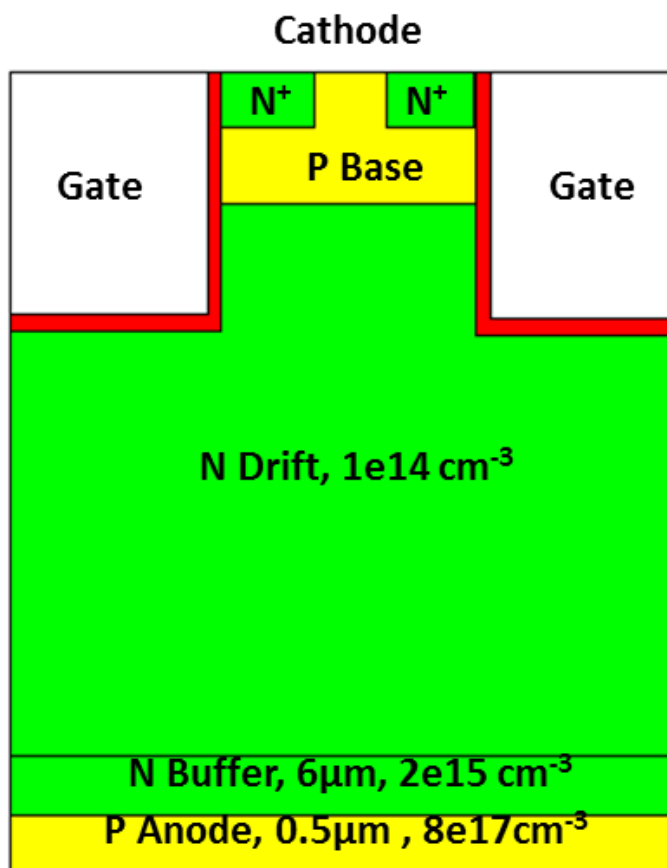 Cathode
N⁺ N⁺
P Base
Gate Gate
N Drift, 1e14 cm⁻³
N Buffer, 6μm, 2e15 cm⁻³
P Anode, 0.5μm , 8e17cm⁻³